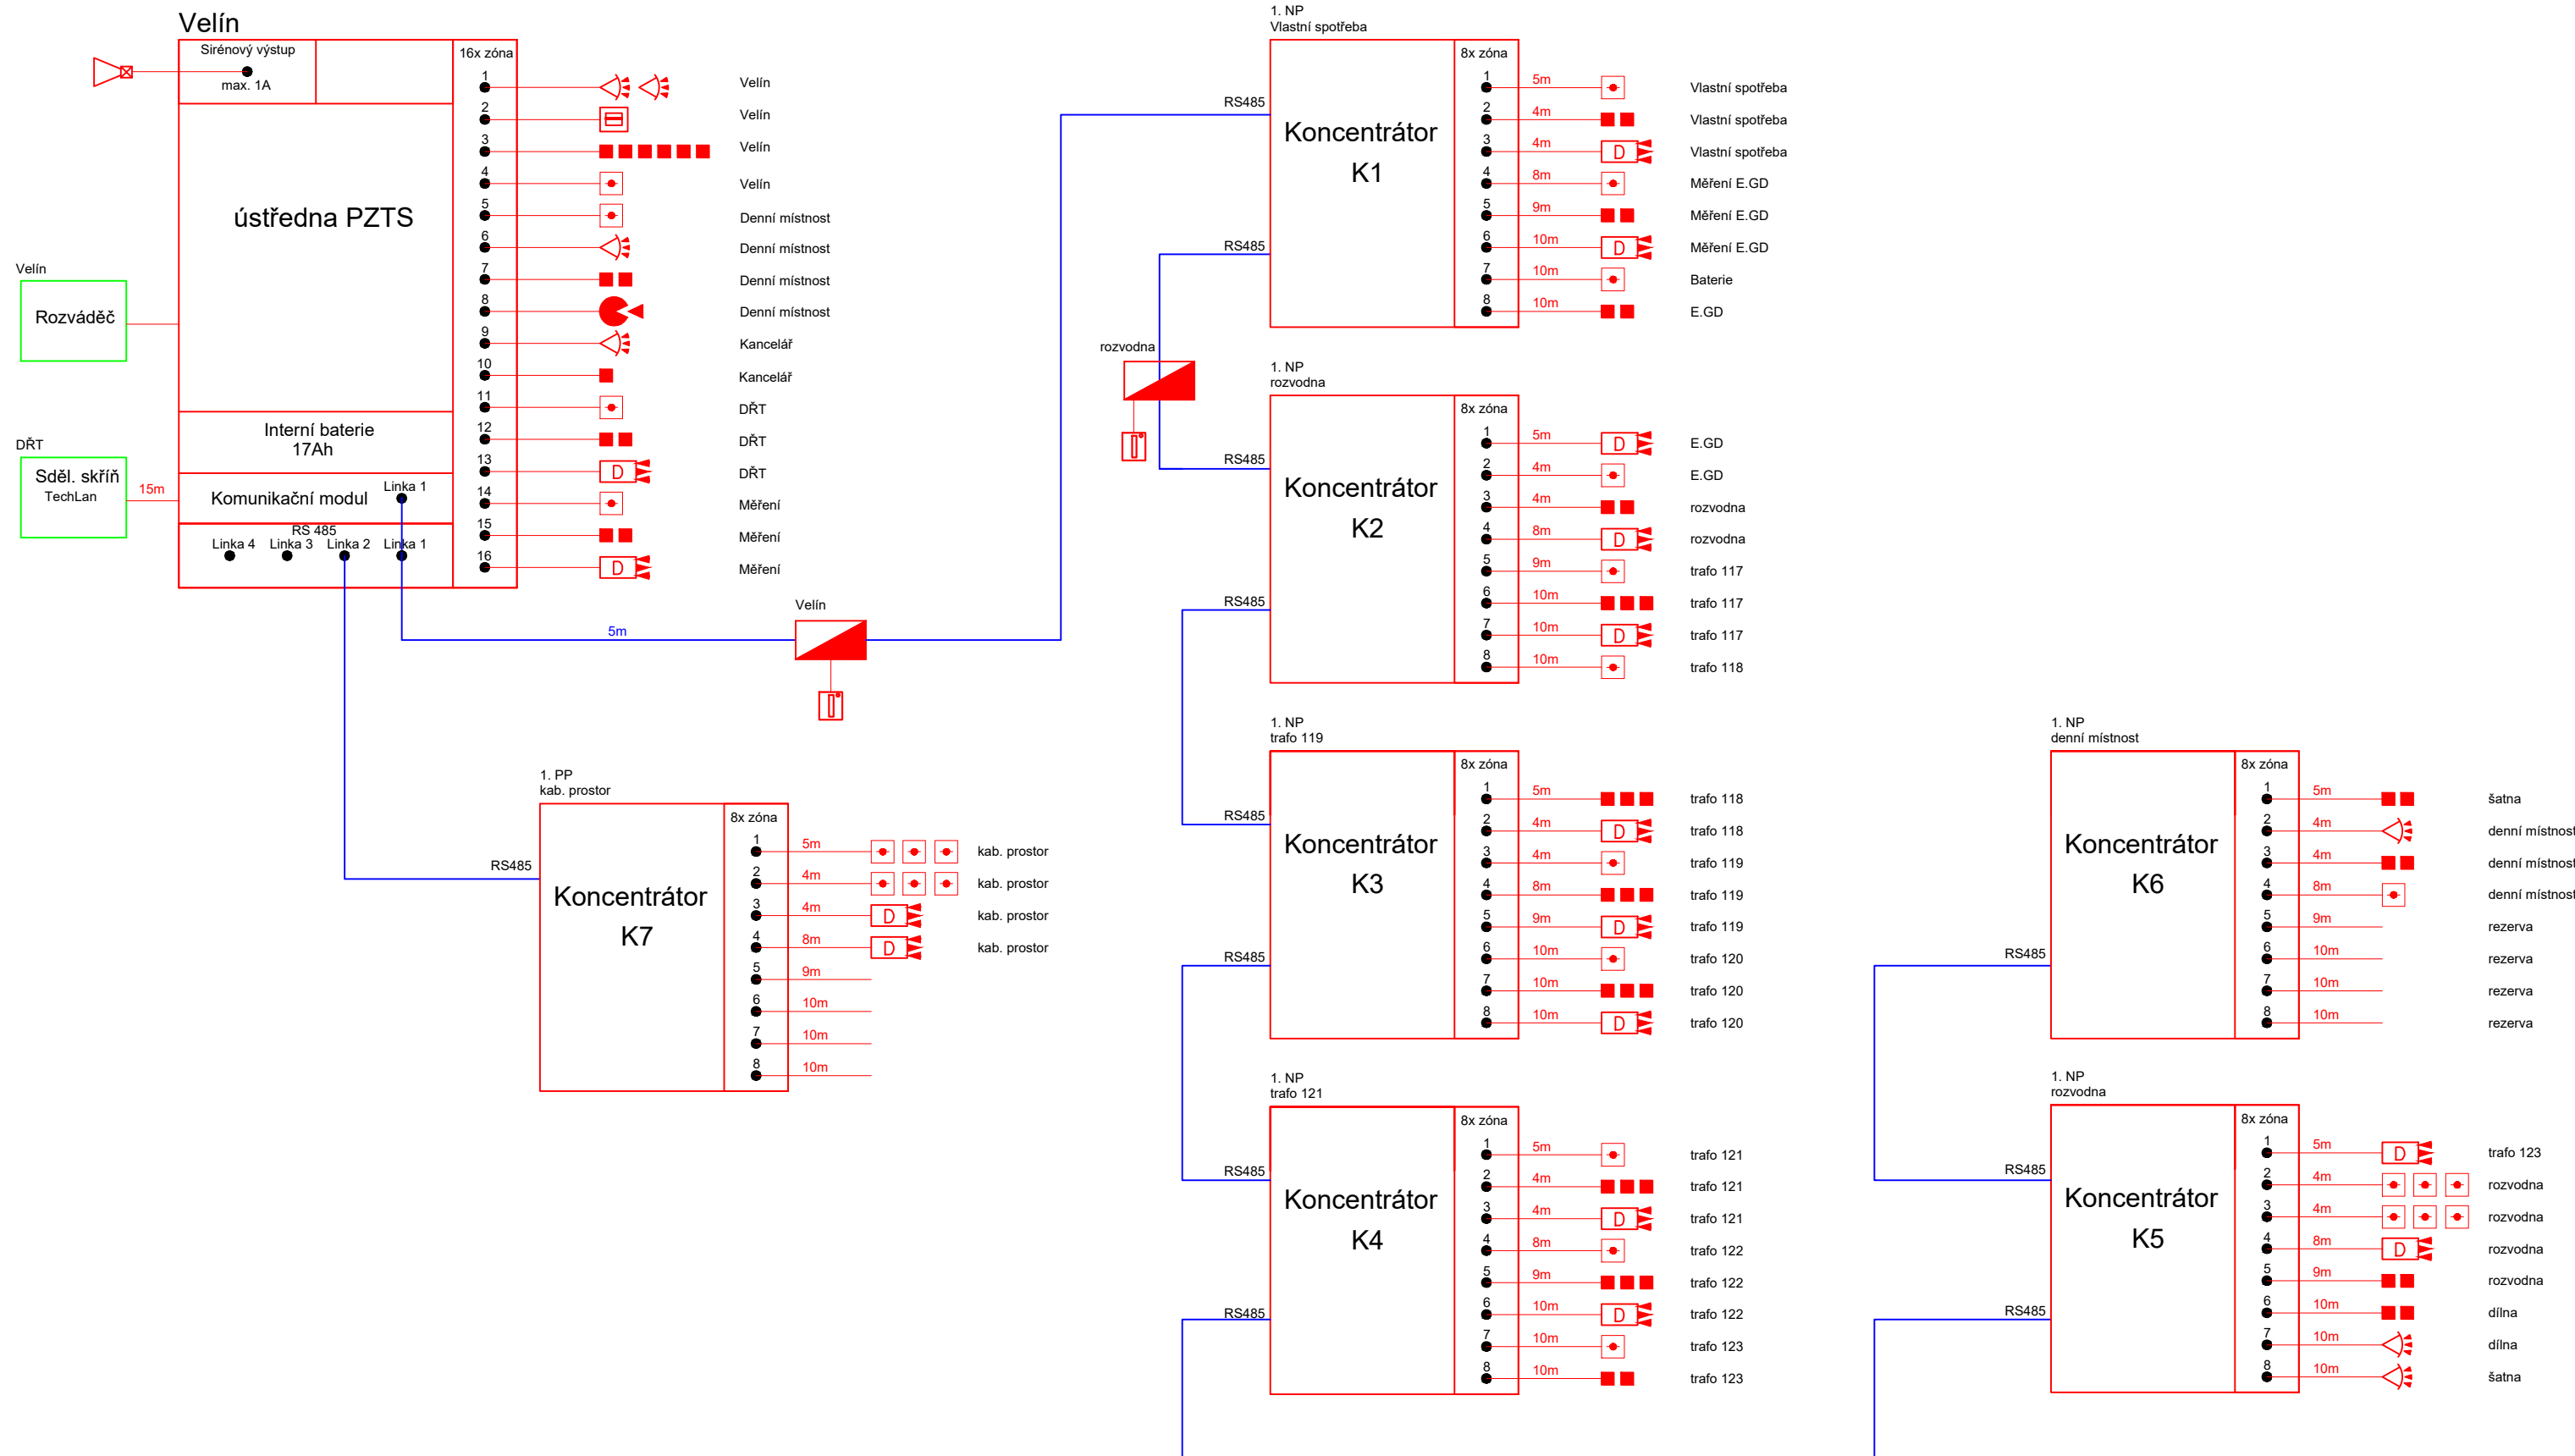 Velín
Sirénový výstup
max. 1A
16x zóna
ústředna PZTS
1
Velín
2
Velín
3
Velín
4
Velín
5
Denní místnost
6
Denní místnost
7
Denní místnost
8
Denní místnost
9
Kancelář
10
Kancelář
11
DŘT
12
DŘT
13
D
DŘT
14
Měření
15
Měření
16
D
Měření
Velín
Rozváděč
DŘT
Sděl. skříň
TechLan
15m
Interní baterie
17Ah
Komunikační modul
Linka 1
RS 485
Linka 4
Linka 3
Linka 2
Linka 1
5m
Velín
1. PP
kab. prostor
RS485
Koncentrátor
K7
8x zóna
1
5m
kab. prostor
2
4m
kab. prostor
3
4m
D
kab. prostor
4
8m
D
kab. prostor
5
9m
6
10m
7
10m
8
10m
1. NP
Vlastní spotřeba
RS485
RS485
Koncentrátor
K1
8x zóna
1
5m
Vlastní spotřeba
2
4m
Vlastní spotřeba
3
4m
D
Vlastní spotřeba
4
8m
Měření E.GD
5
9m
Měření E.GD
6
10m
D
Měření E.GD
7
10m
Baterie
8
10m
E.GD
rozvodna
1. NP
rozvodna
RS485
RS485
Koncentrátor
K2
8x zóna
1
5m
D
E.GD
2
4m
E.GD
3
4m
rozvodna
4
8m
D
rozvodna
5
9m
trafo 117
6
10m
trafo 117
7
10m
D
trafo 117
8
10m
trafo 118
1. NP
trafo 119
RS485
RS485
Koncentrátor
K3
8x zóna
1
5m
trafo 118
2
4m
D
trafo 118
3
4m
trafo 119
4
8m
trafo 119
5
9m
D
trafo 119
6
10m
trafo 120
7
10m
trafo 120
8
10m
D
trafo 120
1. NP
trafo 121
RS485
RS485
Koncentrátor
K4
8x zóna
1
5m
trafo 121
2
4m
trafo 121
3
4m
D
trafo 121
4
8m
trafo 122
5
9m
trafo 122
6
10m
D
trafo 122
7
10m
trafo 123
8
10m
trafo 123
1. NP
denní místnost
RS485
Koncentrátor
K6
8x zóna
1
5m
šatna
2
4m
denní místnost
3
4m
denní místnost
4
8m
denní místnost
5
9m
rezerva
6
10m
rezerva
7
10m
rezerva
8
10m
rezerva
1. NP
rozvodna
RS485
RS485
Koncentrátor
K5
8x zóna
1
5m
D
trafo 123
2
4m
rozvodna
3
4m
rozvodna
4
8m
D
rozvodna
5
9m
rozvodna
6
10m
dílna
7
10m
dílna
8
10m
šatna